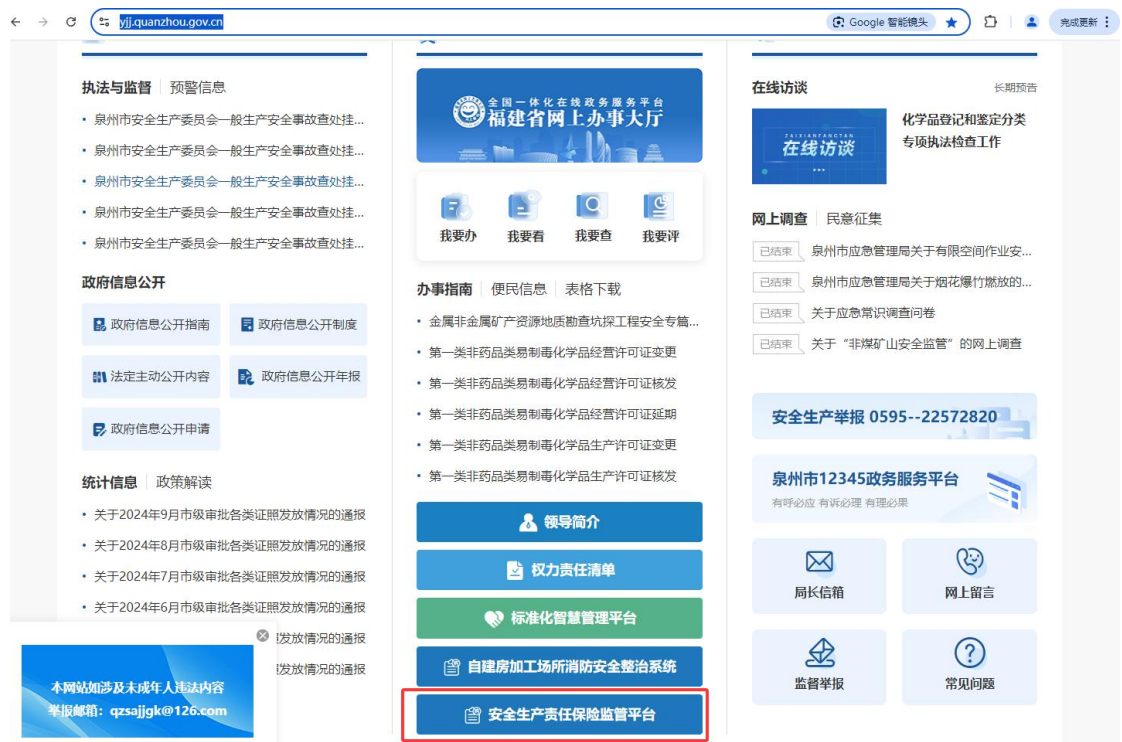 yjj.quanzhou.gov.cn
Google 智能镜头
完成更新
执法与监督 预警信息
泉州市安全生产委员会一般生产安全事故查处挂...
泉州市安全生产委员会一般生产安全事故查处挂...
泉州市安全生产委员会一般生产安全事故查处挂...
泉州市安全生产委员会一般生产安全事故查处挂...
泉州市安全生产委员会一般生产安全事故查处挂...
政府信息公开
政府信息公开指南
政府信息公开制度
法定主动公开内容
政府信息公开年报
政府信息公开申请
统计信息 政策解读
关于2024年9月市级审批各类证照发放情况的通报
关于2024年8月市级审批各类证照发放情况的通报
关于2024年7月市级审批各类证照发放情况的通报
关于2024年6月市级审批各类证照发放情况的通报
发放情况的通报
发放情况的通报
本网站如涉及未成年人违法内容
举报邮箱：qzsajjgk@126.com
全国一体化在线政务服务平台
福建省网上办事大厅
我要办
我要看
我要查
我要评
办事指南 便民信息 表格下载
金属非金属矿产资源地质勘查坑探工程安全专篇...
第一类非药品类易制毒化学品经营许可证变更
第一类非药品类易制毒化学品经营许可证核发
第一类非药品类易制毒化学品经营许可证延期
第一类非药品类易制毒化学品生产许可证变更
第一类非药品类易制毒化学品生产许可证核发
领导简介
权力责任清单
标准化智慧管理平台
自建房加工场所消防安全整治系统
安全生产责任保险监管平台
在线访谈 长期预告
ZAIXIANFANGTAN
在线访谈
化学品登记和鉴定分类
专项执法检查工作
网上调查 民意征集
已结束 泉州市应急管理局关于有限空间作业安...
已结束 泉州市应急管理局关于烟花爆竹燃放的...
已结束 关于应急常识调查问卷
已结束 关于“非煤矿山安全监管”的网上调查
安全生产举报 0595--22572820
泉州市12345政务服务平台
有呼必应 有诉必理 有理必果
局长信箱
网上留言
监督举报
常见问题